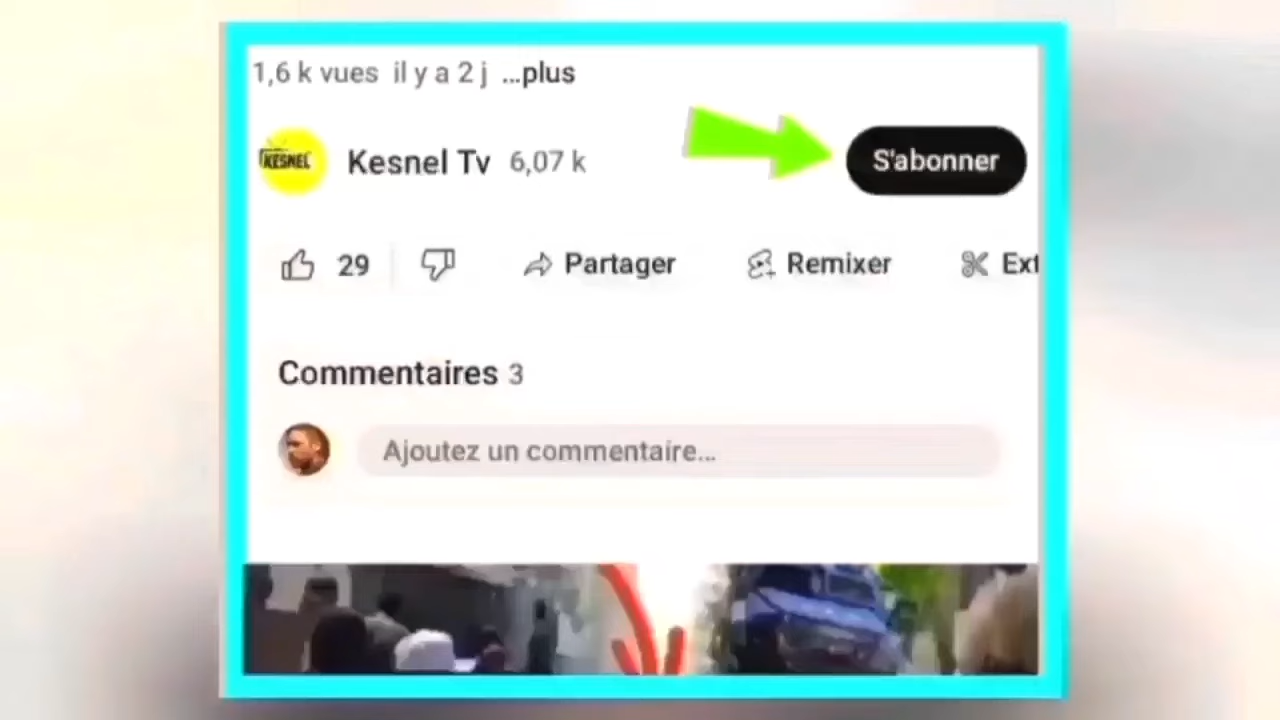 1,6 k vues il y a 2 j ...plus
KESNEL
Kesnel Tv 6,07 k
S'abonner
29
Partager
Remixer
Ext
Commentaires 3
Ajoutez un commentaire...